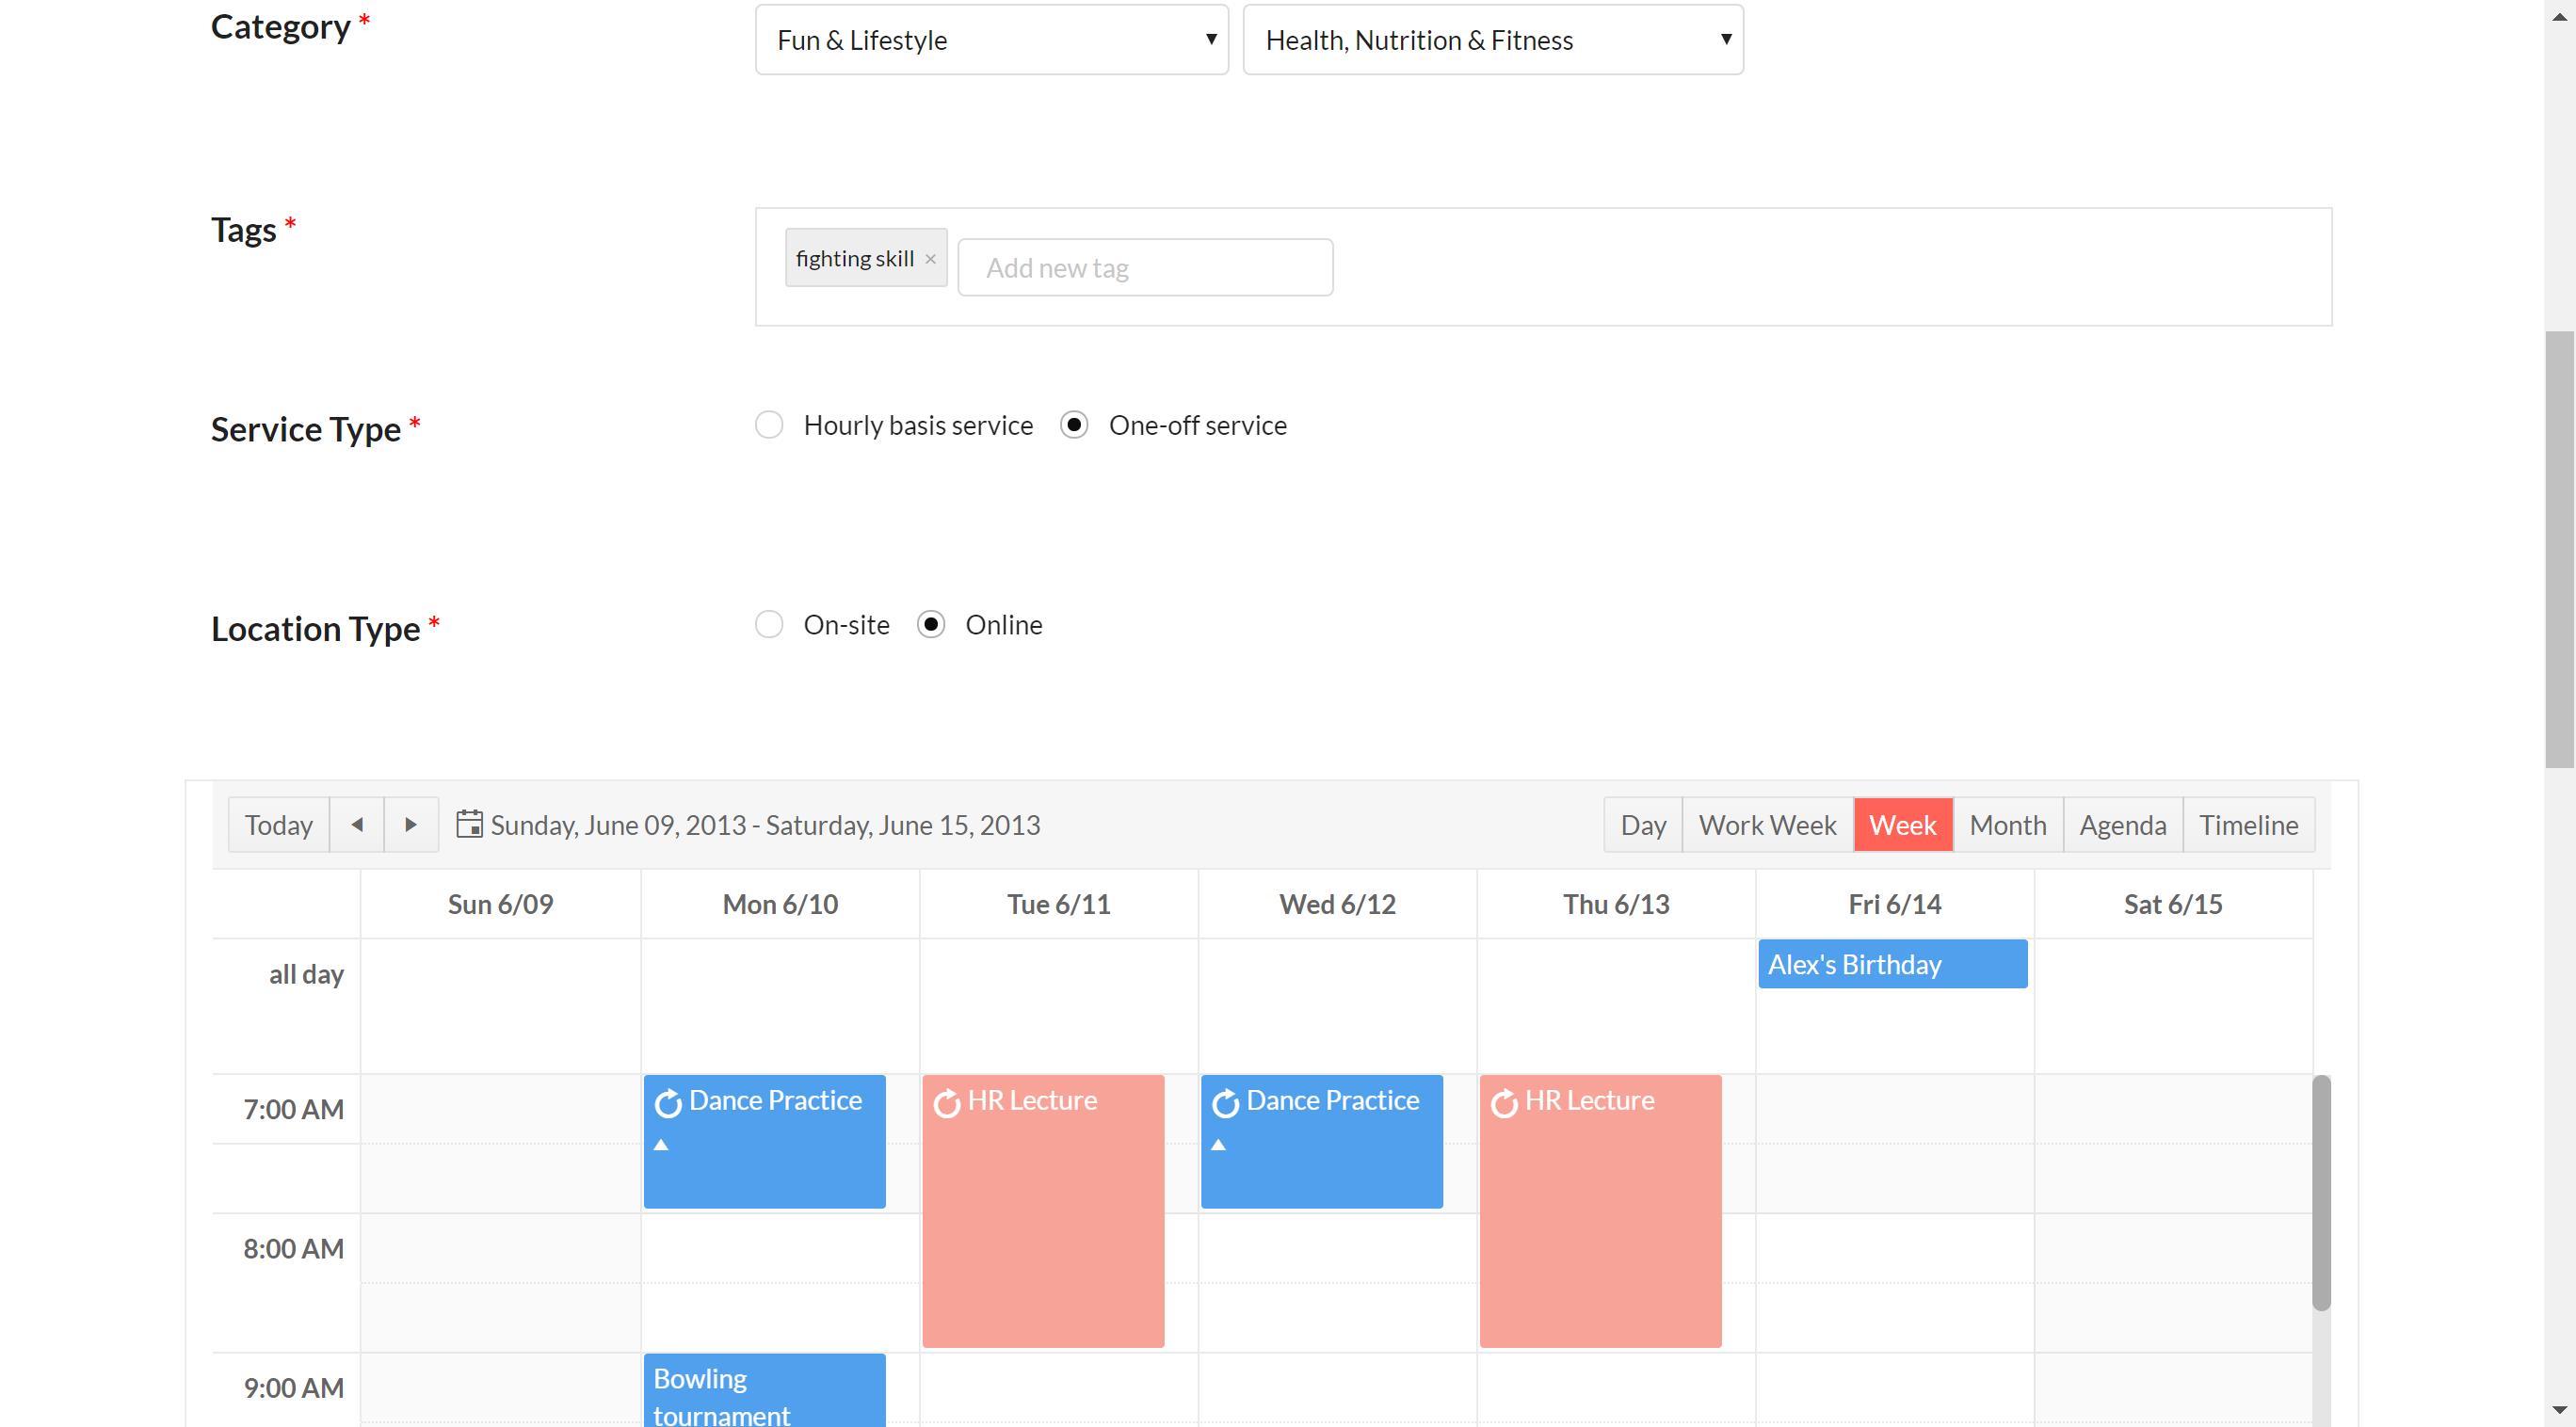 Category *
Fun & Lifestyle
Health, Nutrition & Fitness
Tags *
fighting skill ×
Add new tag
Service Type *
Hourly basis service
One-off service
Location Type *
On-site
Online
Today
Sunday, June 09, 2013 - Saturday, June 15, 2013
Day
Work Week
Week
Month
Agenda
Timeline
Sun 6/09
Mon 6/10
Tue 6/11
Wed 6/12
Thu 6/13
Fri 6/14
Sat 6/15
all day
Alex's Birthday
7:00 AM
Dance Practice
HR Lecture
Dance Practice
HR Lecture
8:00 AM
9:00 AM
Bowling
tournament